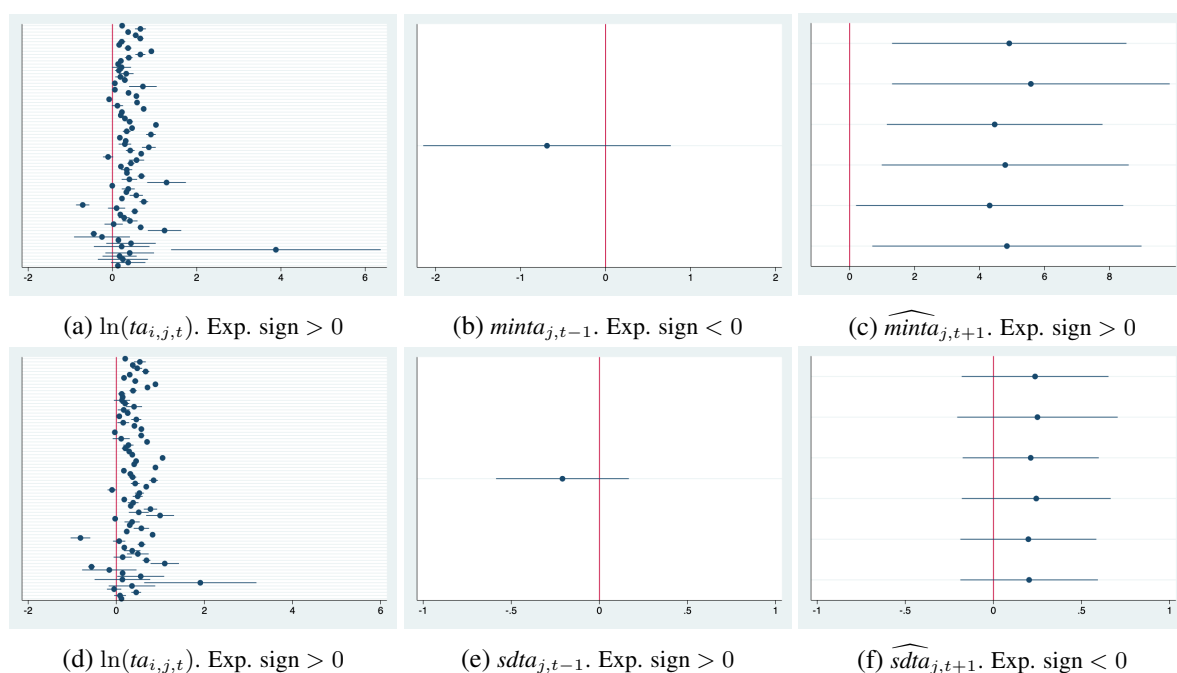 -2 0 2 4 6
-2 -1 0 1 2
0 2 4 6 8
(a) ln(ta_{i,j,t}). Exp. sign > 0
(b) minta_{j,t−1}. Exp. sign < 0
(c) \widehat{minta}_{j,t+1}. Exp. sign > 0
-2 0 2 4 6
-1 -.5 0 .5 1
-1 -.5 0 .5 1
(d) ln(ta_{i,j,t}). Exp. sign > 0
(e) sdta_{j,t−1}. Exp. sign > 0
(f) \widehat{sdta}_{j,t+1}. Exp. sign < 0